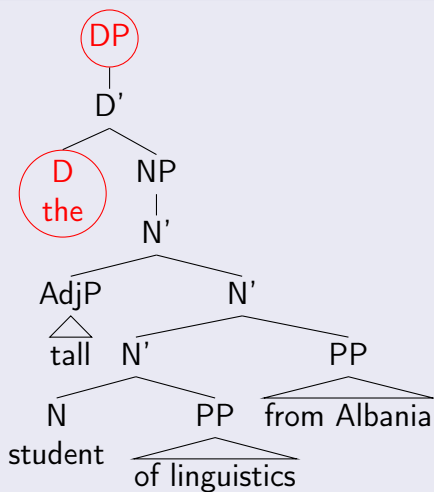 DP
D'
D NP
the
N'
AdjP N'
tall N' PP
N PP from Albania
student
of linguistics